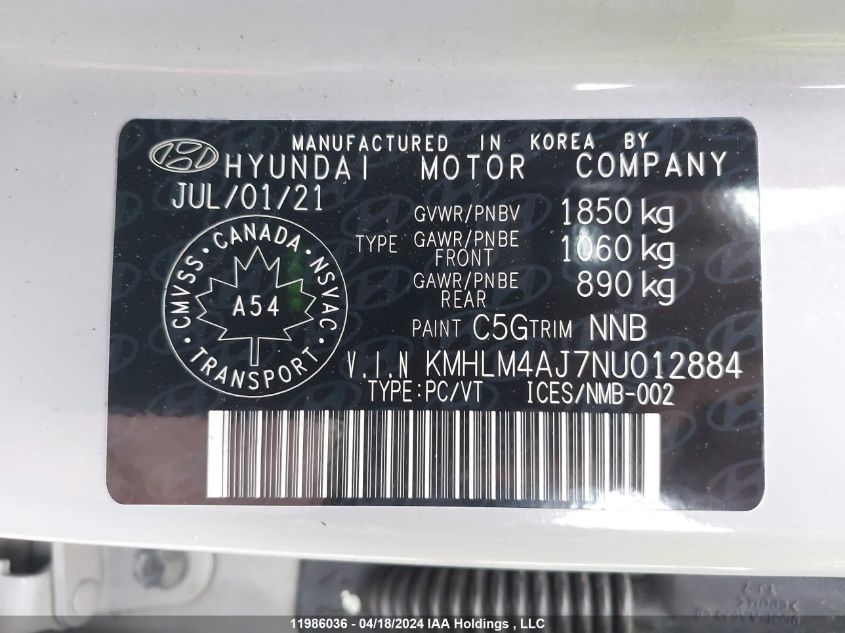 MANUFACTURED IN KOREA BY
HYUNDAI MOTOR COMPANY
JUL/01/21
GVWR/PNBV 1850 kg
TYPE GAWR/PNBE FRONT 1060 kg
GAWR/PNBE REAR 890 kg
PAINT C5G TRIM NNB
CMVSS · CANADA · NSVAC · TRANSPORT ·
A54
V.I.N KMHLM4AJ7NU012884
TYPE:PC/VT ICES/NMB-002
11986036 - 04/18/2024 IAA Holdings , LLC